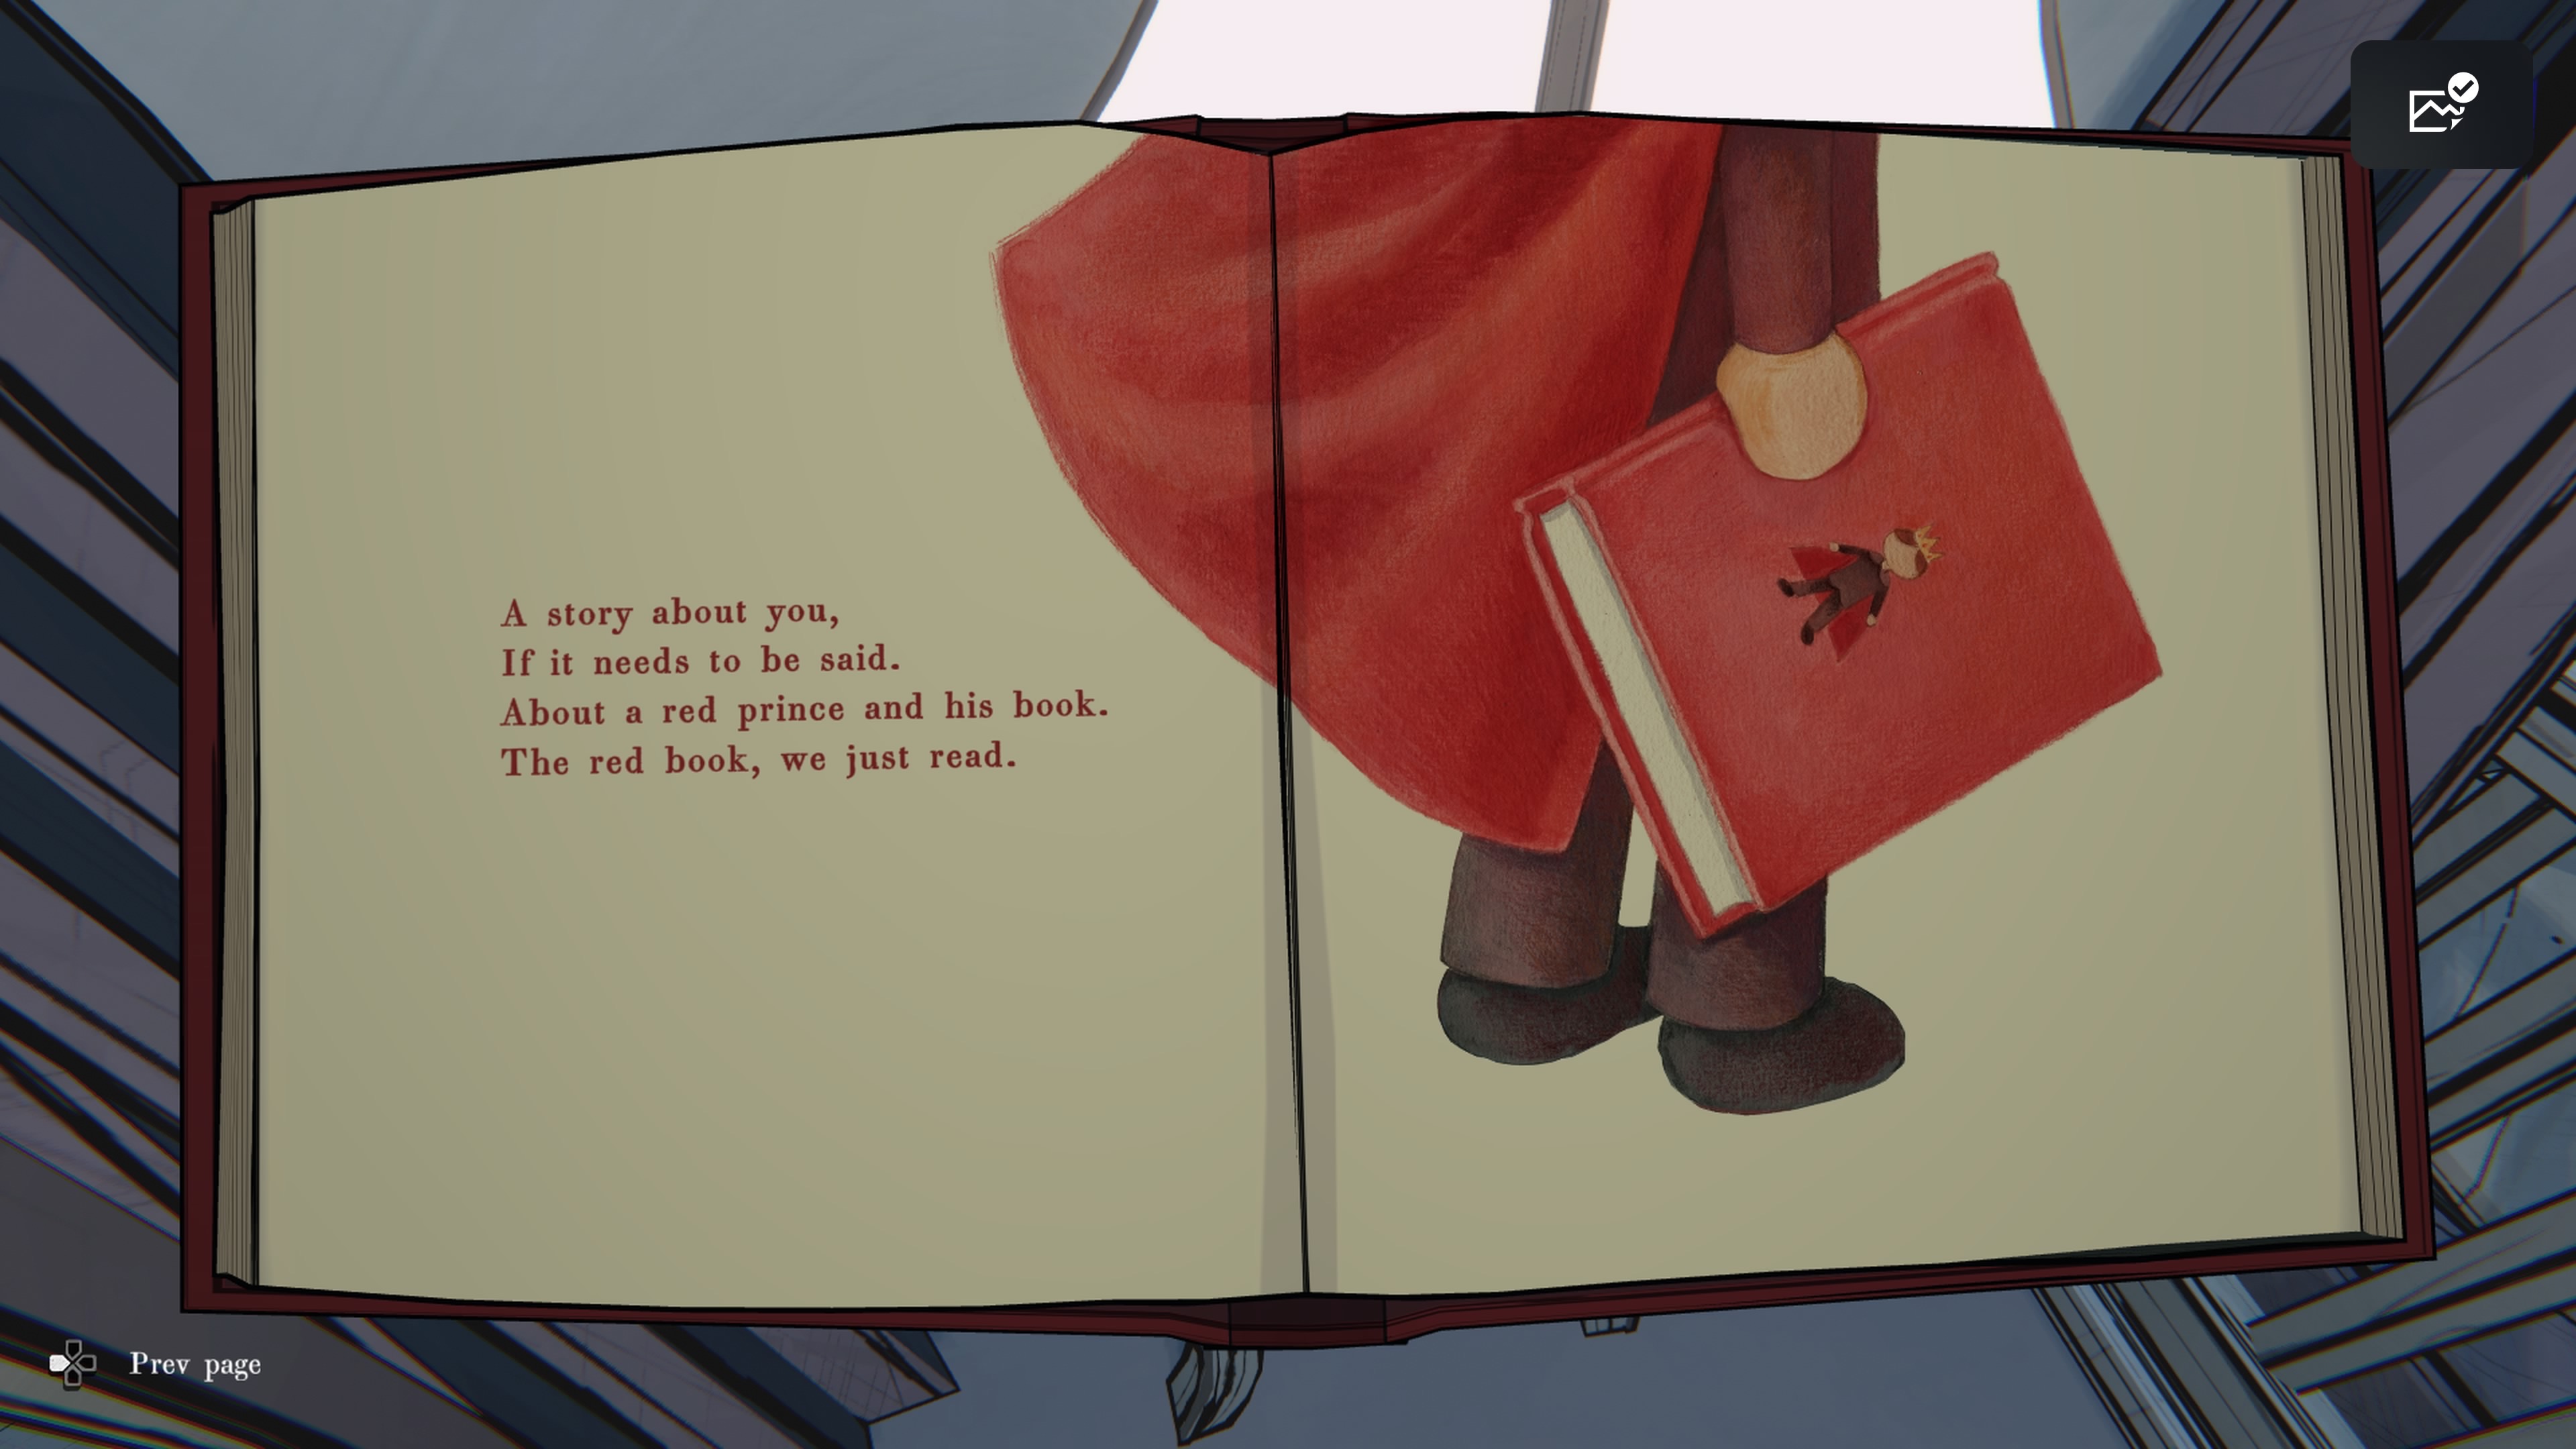 A story about you,
If it needs to be said.
About a red prince and his book.
The red book, we just read.
Prev page